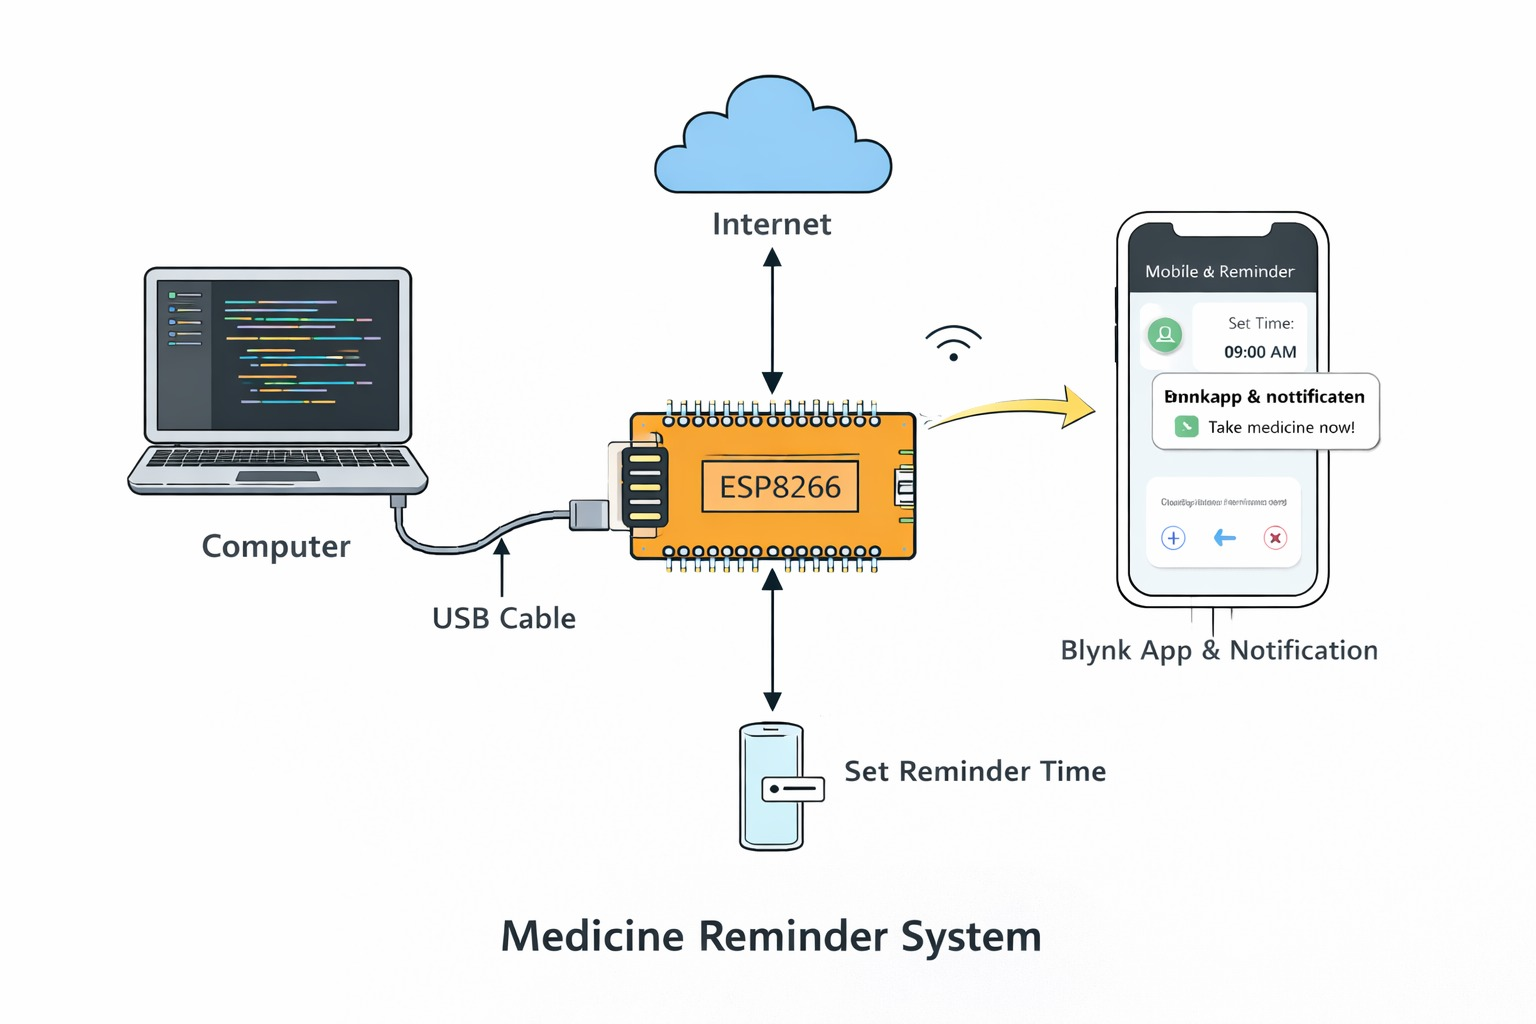 Internet
Mobile & Reminder
Set Time:
09:00 AM
& nottificaten
Take medicine now!
ESP8266
Computer
USB Cable
Blynk App & Notification
Set Reminder Time
Medicine Reminder System